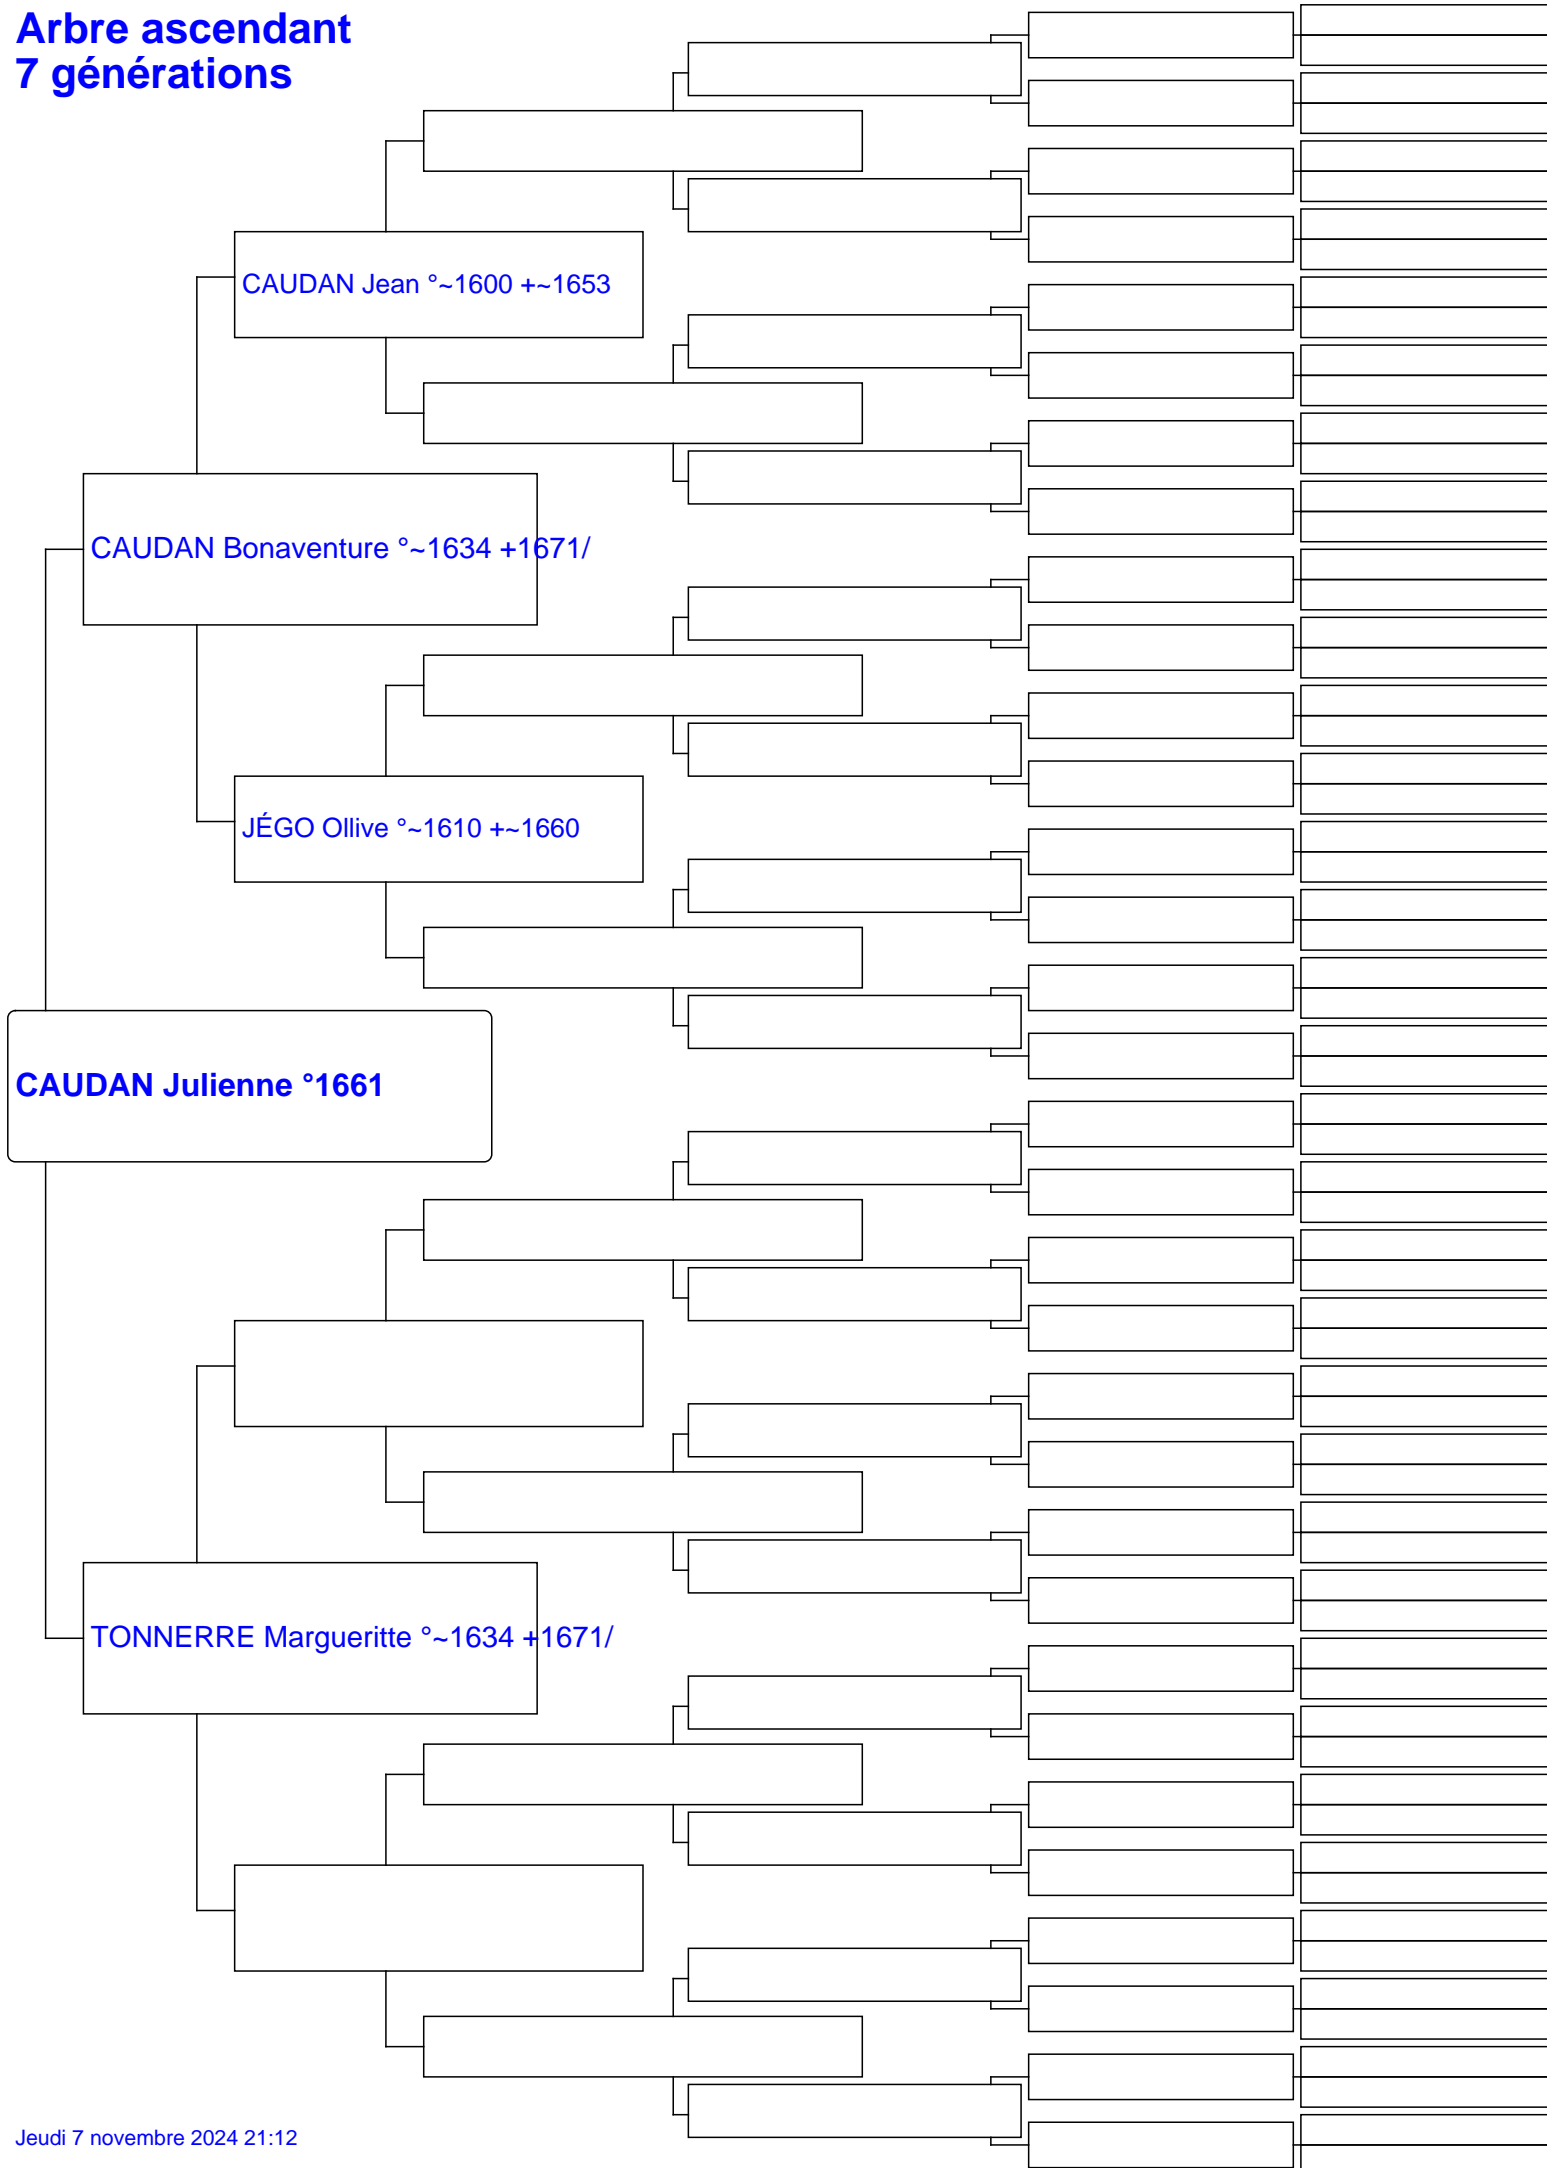 Arbre ascendant
7 générations
CAUDAN Jean °~1600 +~1653
CAUDAN Bonaventure °~1634 +1671/
JÉGO Ollive °~1610 +~1660
CAUDAN Julienne °1661
TONNERRE Margueritte °~1634 +1671/
Jeudi 7 novembre 2024 21:12